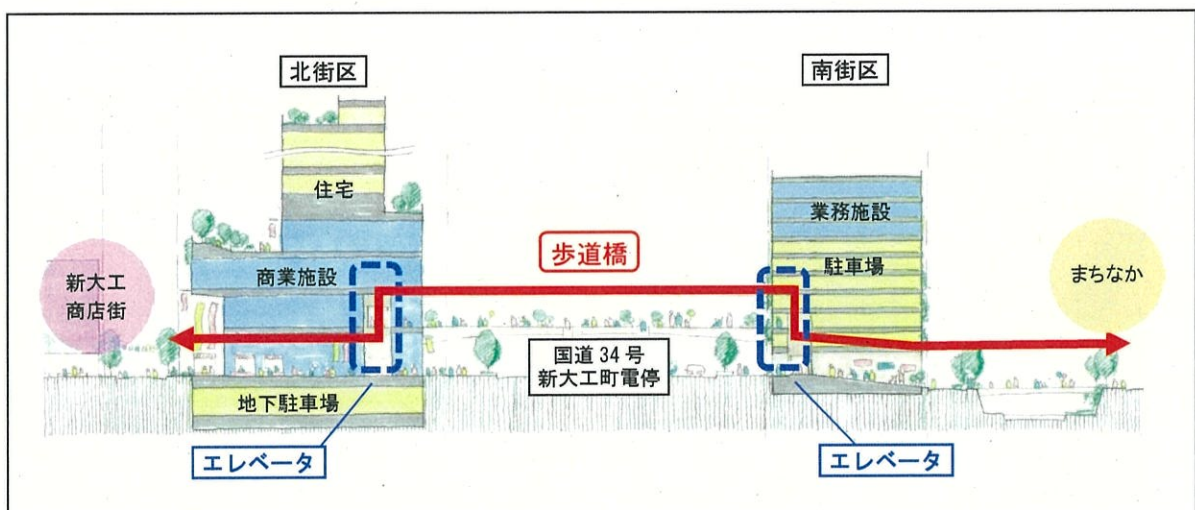 北街区
南街区
住宅
業務施設
歩道橋
商業施設
駐車場
新大工
商店街
まちなか
国道34号
新大工町電停
地下駐車場
エレベータ
エレベータ